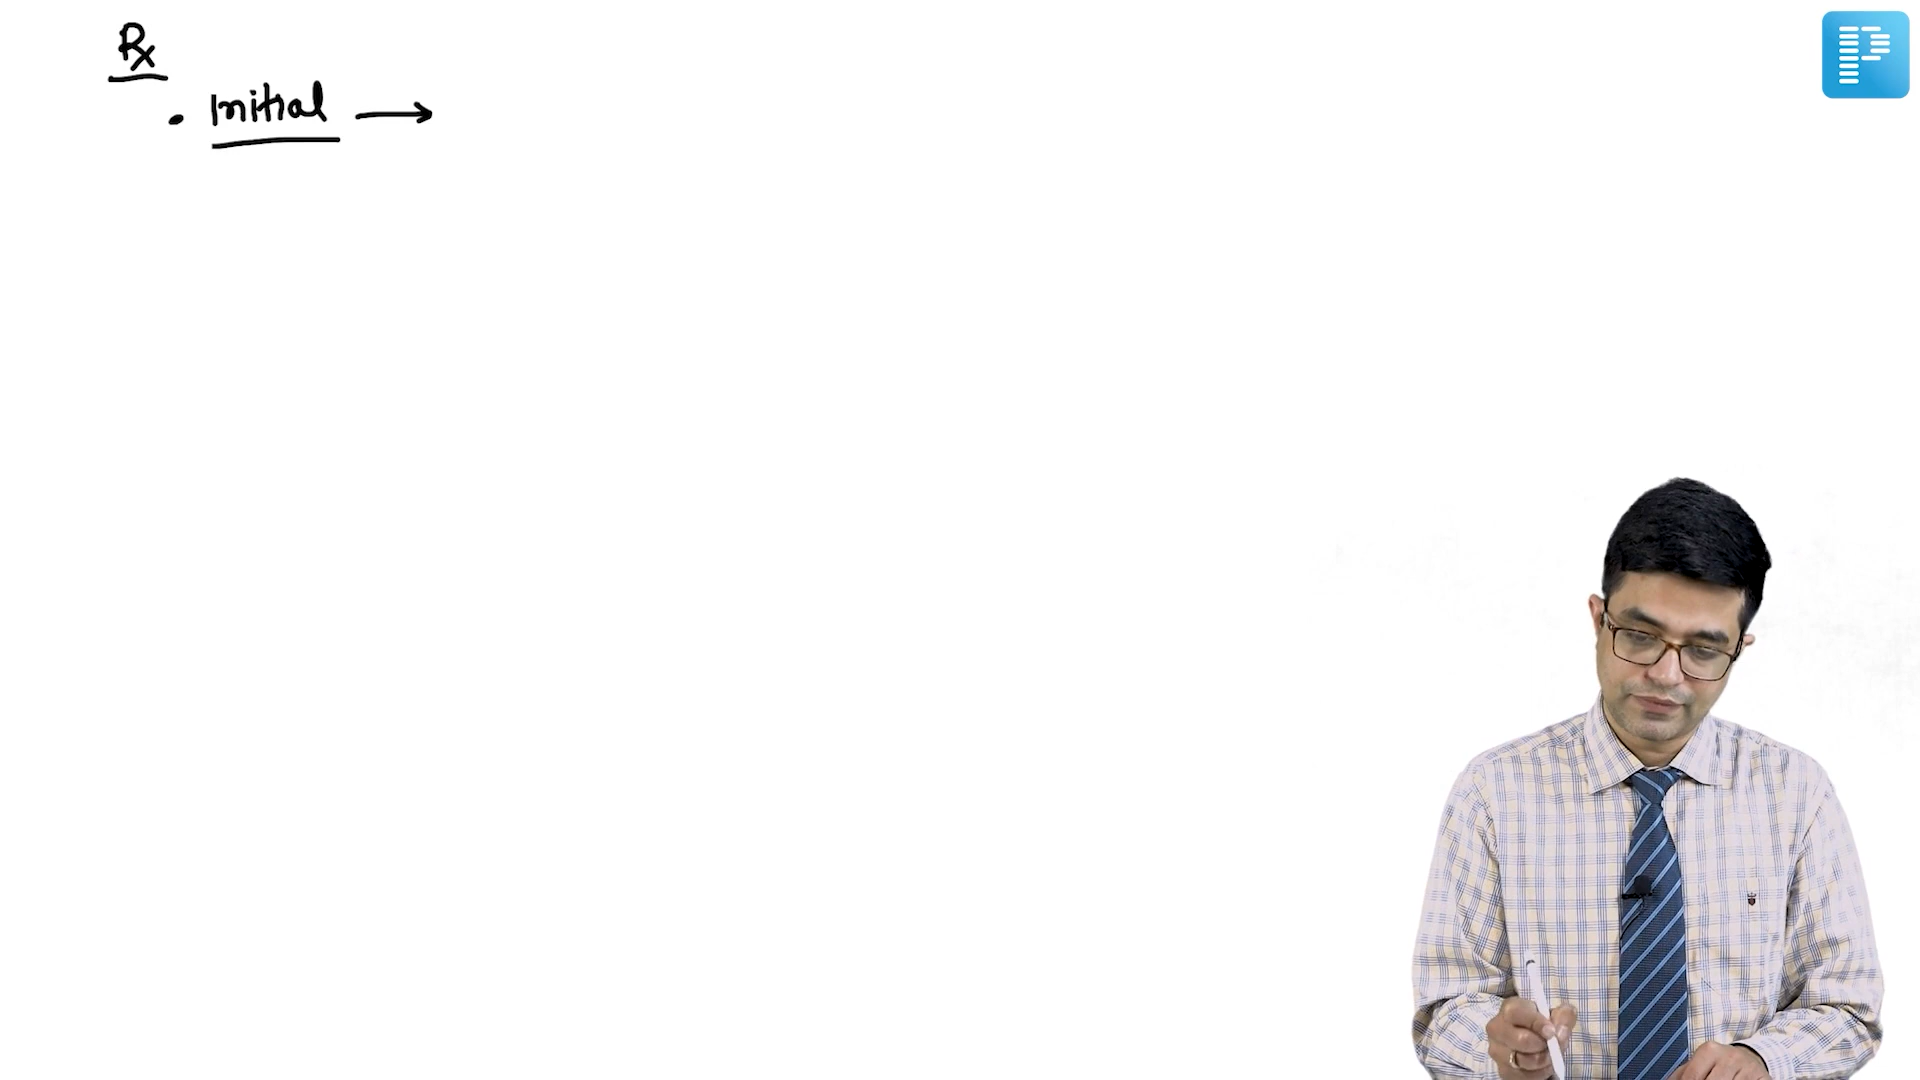 Rx
• Initial →